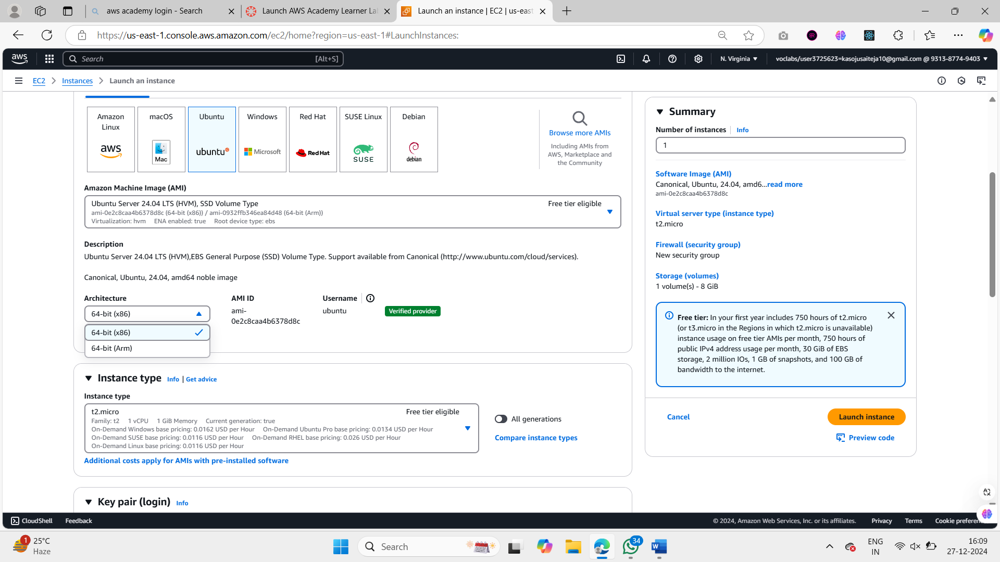 aws academy login - Search
Launch AWS Academy Learner La
Launch an instance | EC2 | us-east
https://us-east-1.console.aws.amazon.com/ec2/home?region=us-east-1#LaunchInstances:
aws
Search
[Alt+S]
N. Virginia
voclabs/user3725623=kasojusaiteja10@gmail.com @ 9313-8774-9403
EC2
Instances
Launch an instance
Amazon Linux
aws
macOS
Mac
Ubuntu
ubuntu
Windows
Microsoft
Red Hat
Red Hat
SUSE Linux
SUSE
Debian
debian
Browse more AMIs
Including AMIs from
AWS, Marketplace and
the Community
Amazon Machine Image (AMI)
Ubuntu Server 24.04 LTS (HVM), SSD Volume Type
Free tier eligible
ami-0e2c8caa4b6378d8c (64-bit (x86)) / ami-0932ffb346ea84d48 (64-bit (Arm))
Virtualization: hvm ENA enabled: true Root device type: ebs
Description
Ubuntu Server 24.04 LTS (HVM),EBS General Purpose (SSD) Volume Type. Support available from Canonical (http://www.ubuntu.com/cloud/services).
Canonical, Ubuntu, 24.04, amd64 noble image
Architecture
64-bit (x86)
64-bit (x86)
64-bit (Arm)
AMI ID
ami-
0e2c8caa4b6378d8c
Username
ubuntu
Verified provider
Instance type
Info | Get advice
Instance type
t2.micro
Free tier eligible
Family: t2 1 vCPU 1 GiB Memory Current generation: true
On-Demand Windows base pricing: 0.0162 USD per Hour On-Demand Ubuntu Pro base pricing: 0.0134 USD per Hour
On-Demand SUSE base pricing: 0.0116 USD per Hour On-Demand RHEL base pricing: 0.026 USD per Hour
On-Demand Linux base pricing: 0.0116 USD per Hour
All generations
Compare instance types
Additional costs apply for AMIs with pre-installed software
Key pair (login)
Info
Summary
Number of instances
Info
1
Software Image (AMI)
Canonical, Ubuntu, 24.04, amd6...read more
ami-0e2c8caa4b6378d8c
Virtual server type (instance type)
t2.micro
Firewall (security group)
New security group
Storage (volumes)
1 volume(s) - 8 GiB
Free tier: In your first year includes 750 hours of t2.micro
(or t3.micro in the Regions in which t2.micro is unavailable)
instance usage on free tier AMIs per month, 750 hours of
public IPv4 address usage per month, 30 GiB of EBS
storage, 2 million IOs, 1 GB of snapshots, and 100 GB of
bandwidth to the internet.
Cancel
Launch instance
Preview code
CloudShell
Feedback
© 2024, Amazon Web Services, Inc. or its affiliates.
Privacy
Terms
Cookie preferen
1
25°C
Haze
Search
34
ENG
IN
16:09
27-12-2024